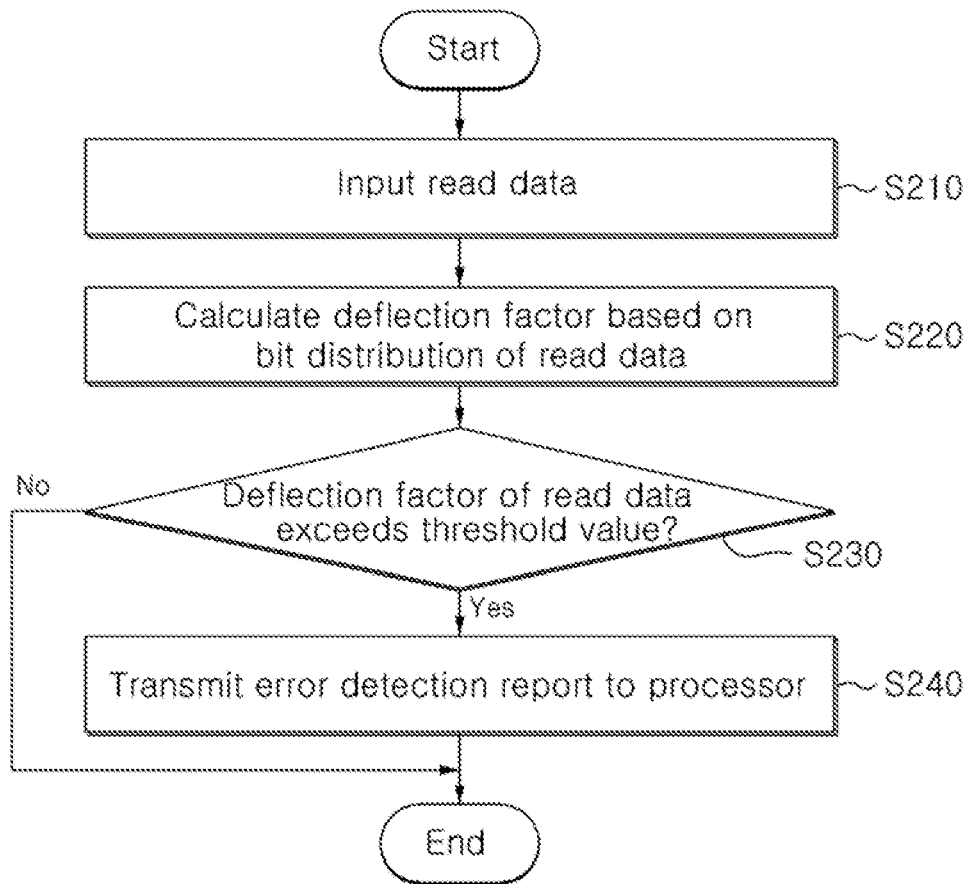 Start
Input read data
S210
Calculate deflection factor based on
bit distribution of read data
S220
No
Deflection factor of read data
exceeds threshold value?
S230
Yes
Transmit error detection report to processor
S240
End